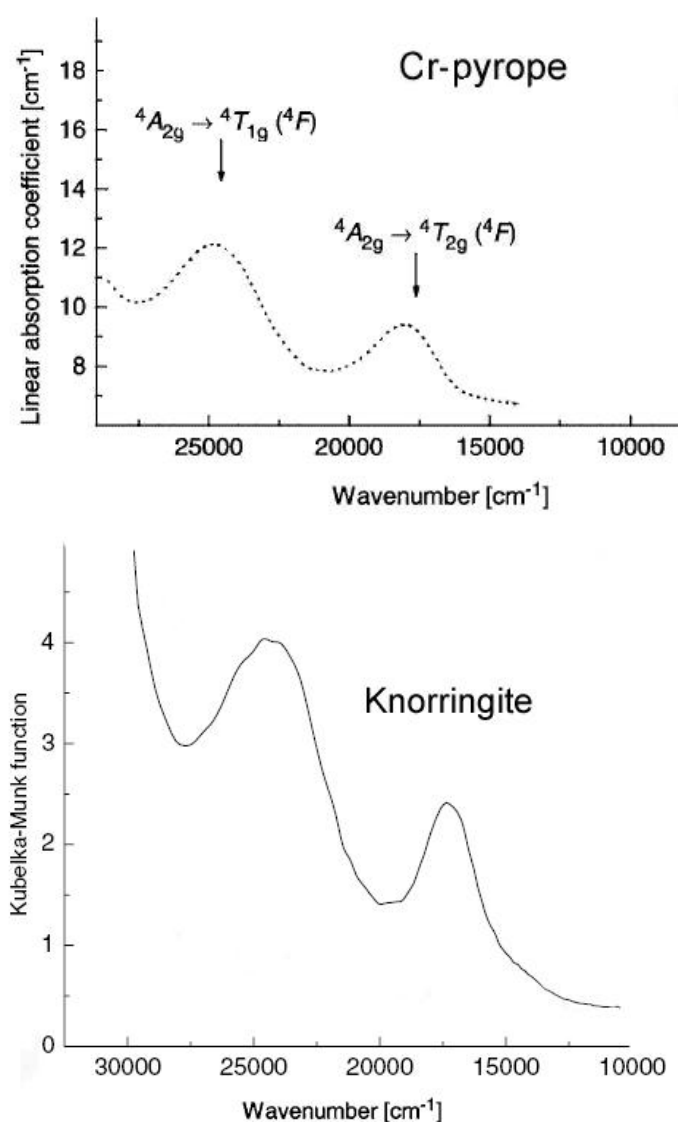 Cr-pyrope
Linear absorption coefficient [cm⁻¹]
18
16
14
12
10
8
⁴A₂g → ⁴T₁g (⁴F)
⁴A₂g → ⁴T₂g (⁴F)
25000 20000 15000 10000
Wavenumber [cm⁻¹]
Knorringite
Kubelka-Munk function
4
3
2
1
0
30000 25000 20000 15000 10000
Wavenumber [cm⁻¹]